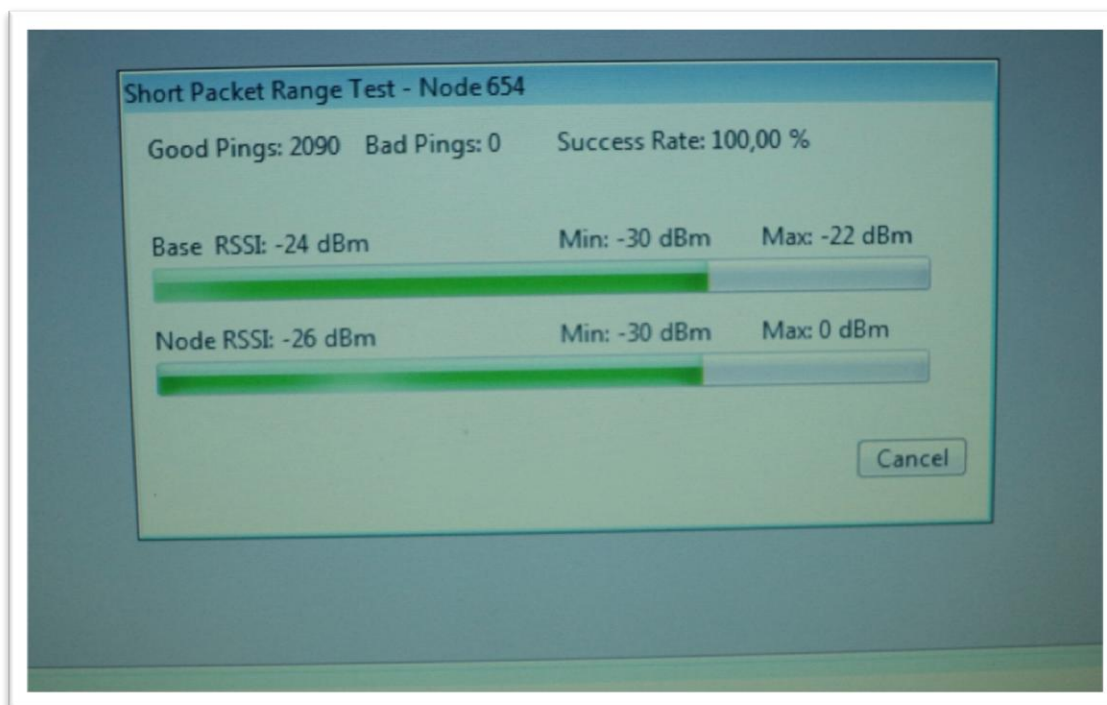 Short Packet Range Test - Node 654
Good Pings: 2090 Bad Pings: 0 Success Rate: 100,00 %
Base RSSI: -24 dBm Min: -30 dBm Max: -22 dBm
Node RSSI: -26 dBm Min: -30 dBm Max: 0 dBm
Cancel